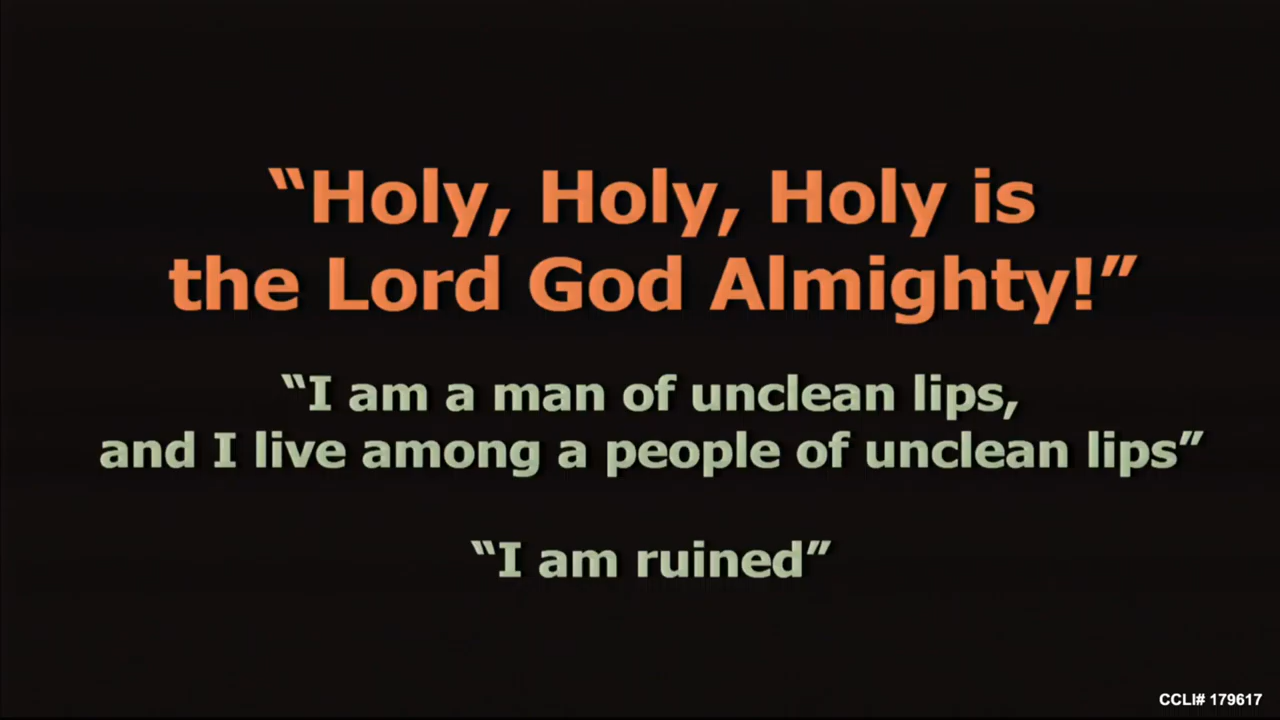 “Holy, Holy, Holy is
the Lord God Almighty!”
“I am a man of unclean lips,
and I live among a people of unclean lips”
“I am ruined”
CCLI# 179617